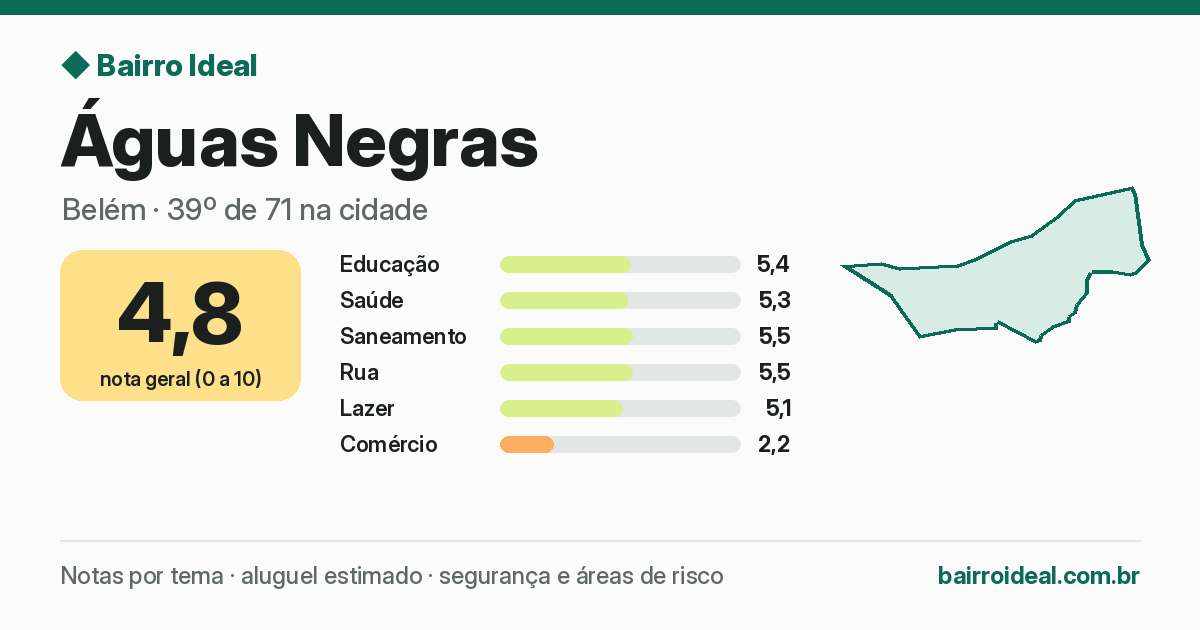 Bairro Ideal
Águas Negras
Belém · 39º de 71 na cidade
4,8
nota geral (0 a 10)
Educação 5,4
Saúde 5,3
Saneamento 5,5
Rua 5,5
Lazer 5,1
Comércio 2,2
Notas por tema · aluguel estimado · segurança e áreas de risco
bairroideal.com.br